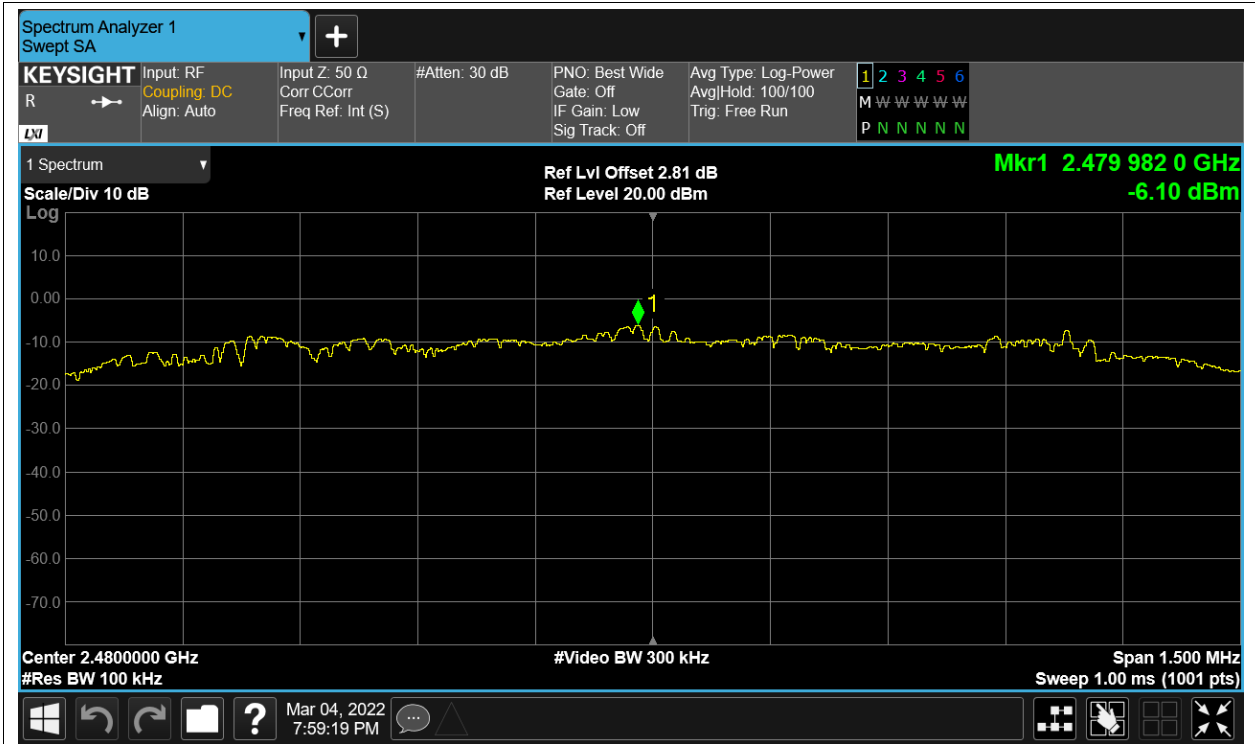 Spectrum Analyzer 1
Swept SA
KEYSIGHT
R
LXI
Input: RF
Coupling: DC
Align: Auto
Input Z: 50 Ω
Corr CCorr
Freq Ref: Int (S)
#Atten: 30 dB
PNO: Best Wide
Gate: Off
IF Gain: Low
Sig Track: Off
Avg Type: Log-Power
Avg|Hold: 100/100
Trig: Free Run
1 2 3 4 5 6
M W W W W W
P N N N N N
1 Spectrum
Scale/Div 10 dB
Ref Lvl Offset 2.81 dB
Ref Level 20.00 dBm
Mkr1 2.479 982 0 GHz
-6.10 dBm
Log
10.0
0.00
1
-10.0
-20.0
-30.0
-40.0
-50.0
-60.0
-70.0
Center 2.4800000 GHz
#Video BW 300 kHz
Span 1.500 MHz
#Res BW 100 kHz
Sweep 1.00 ms (1001 pts)
?
Mar 04, 2022
7:59:19 PM